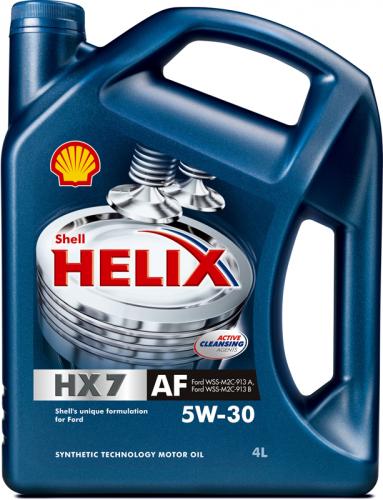 Shell
HELIX
ACTIVE
CLEANSING
AGENTS
HX7 AF Ford WSS-M2C-913 A,
Ford WSS-M2C-913 B
Shell's unique formulation
for Ford
5W-30
SYNTHETIC TECHNOLOGY MOTOR OIL 4L